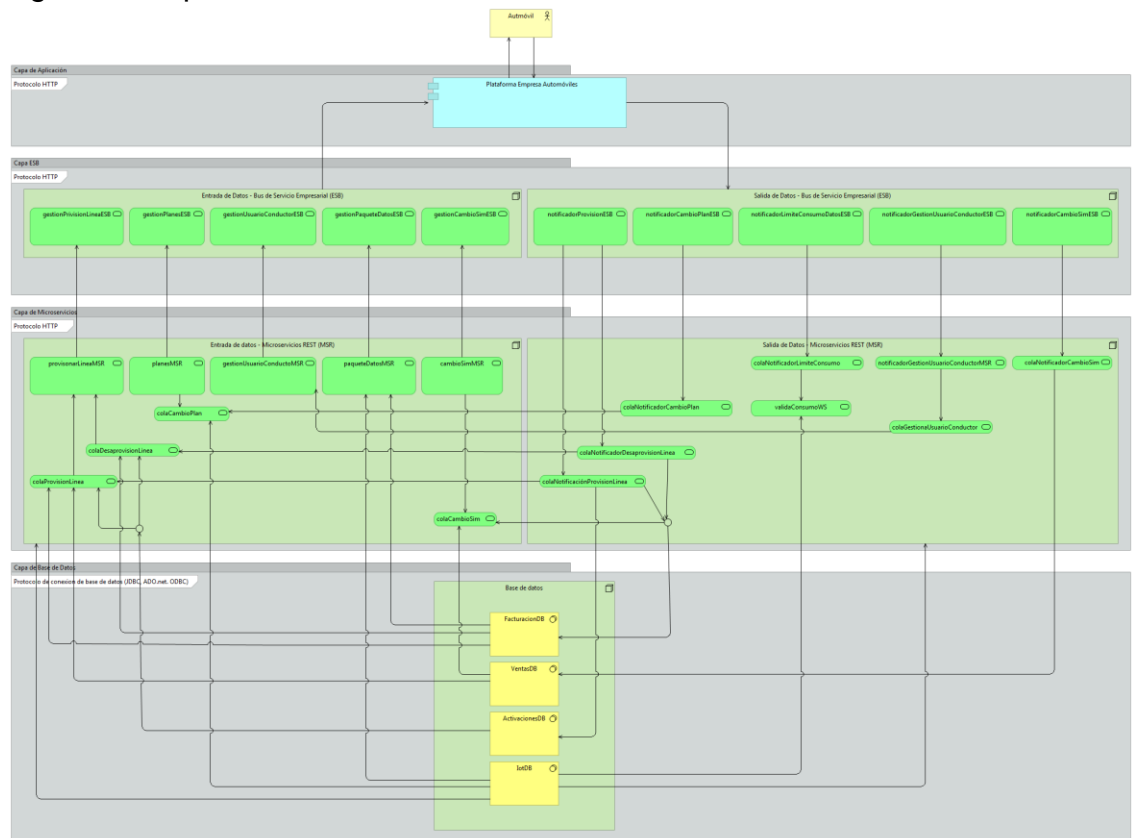 Autmóvil
Capa de Aplicación
Protocolo HTTP
Plataforma Empresa Automóviles
Capa ESB
Protocolo HTTP
Entrada de Datos - Bus de Servicio Empresarial (ESB)
gestionPrivisionLineaESB
gestionPlanesESB
gestionUsuarioConductorESB
gestionPaqueteDatosESB
gestionCambioSimESB
Salida de Datos - Bus de Servicio Empresarial (ESB)
notificadorProvisionESB
notificadorCambioPlanESB
notificadorLimiteConsumoDatosESB
notificadorGestionUsuarioConductorESB
notificadorCambioSimESB
Capa de Microservicios
Protocolo HTTP
Entrada de datos - Microservicios REST (MSR)
provisonarLineaMSR
planesMSR
gestionUsuarioConductoMSR
paqueteDatosMSR
cambioSimMSR
colaCambioPlan
colaDesaprovisionLinea
colaProvisionLinea
colaCambioSim
Salida de Datos - Microservicios REST (MSR)
colaNotificadorLimiteConsumo
notificadorGestionUsuarioConductorMSR
colaNotificadorCambioSim
colaNotificadorCambioPlan
validaConsumoWS
colaGestionaUsuarioConductor
colaNotificadorDesaprovisionLinea
colaNotificaciónProvisionLinea
Capa de Base de Datos
Protocolo de conesion de base de datos (JDBC, ADO.net. ODBC)
Base de datos
FacturacionDB
VentasDB
ActivacionesDB
IotDB